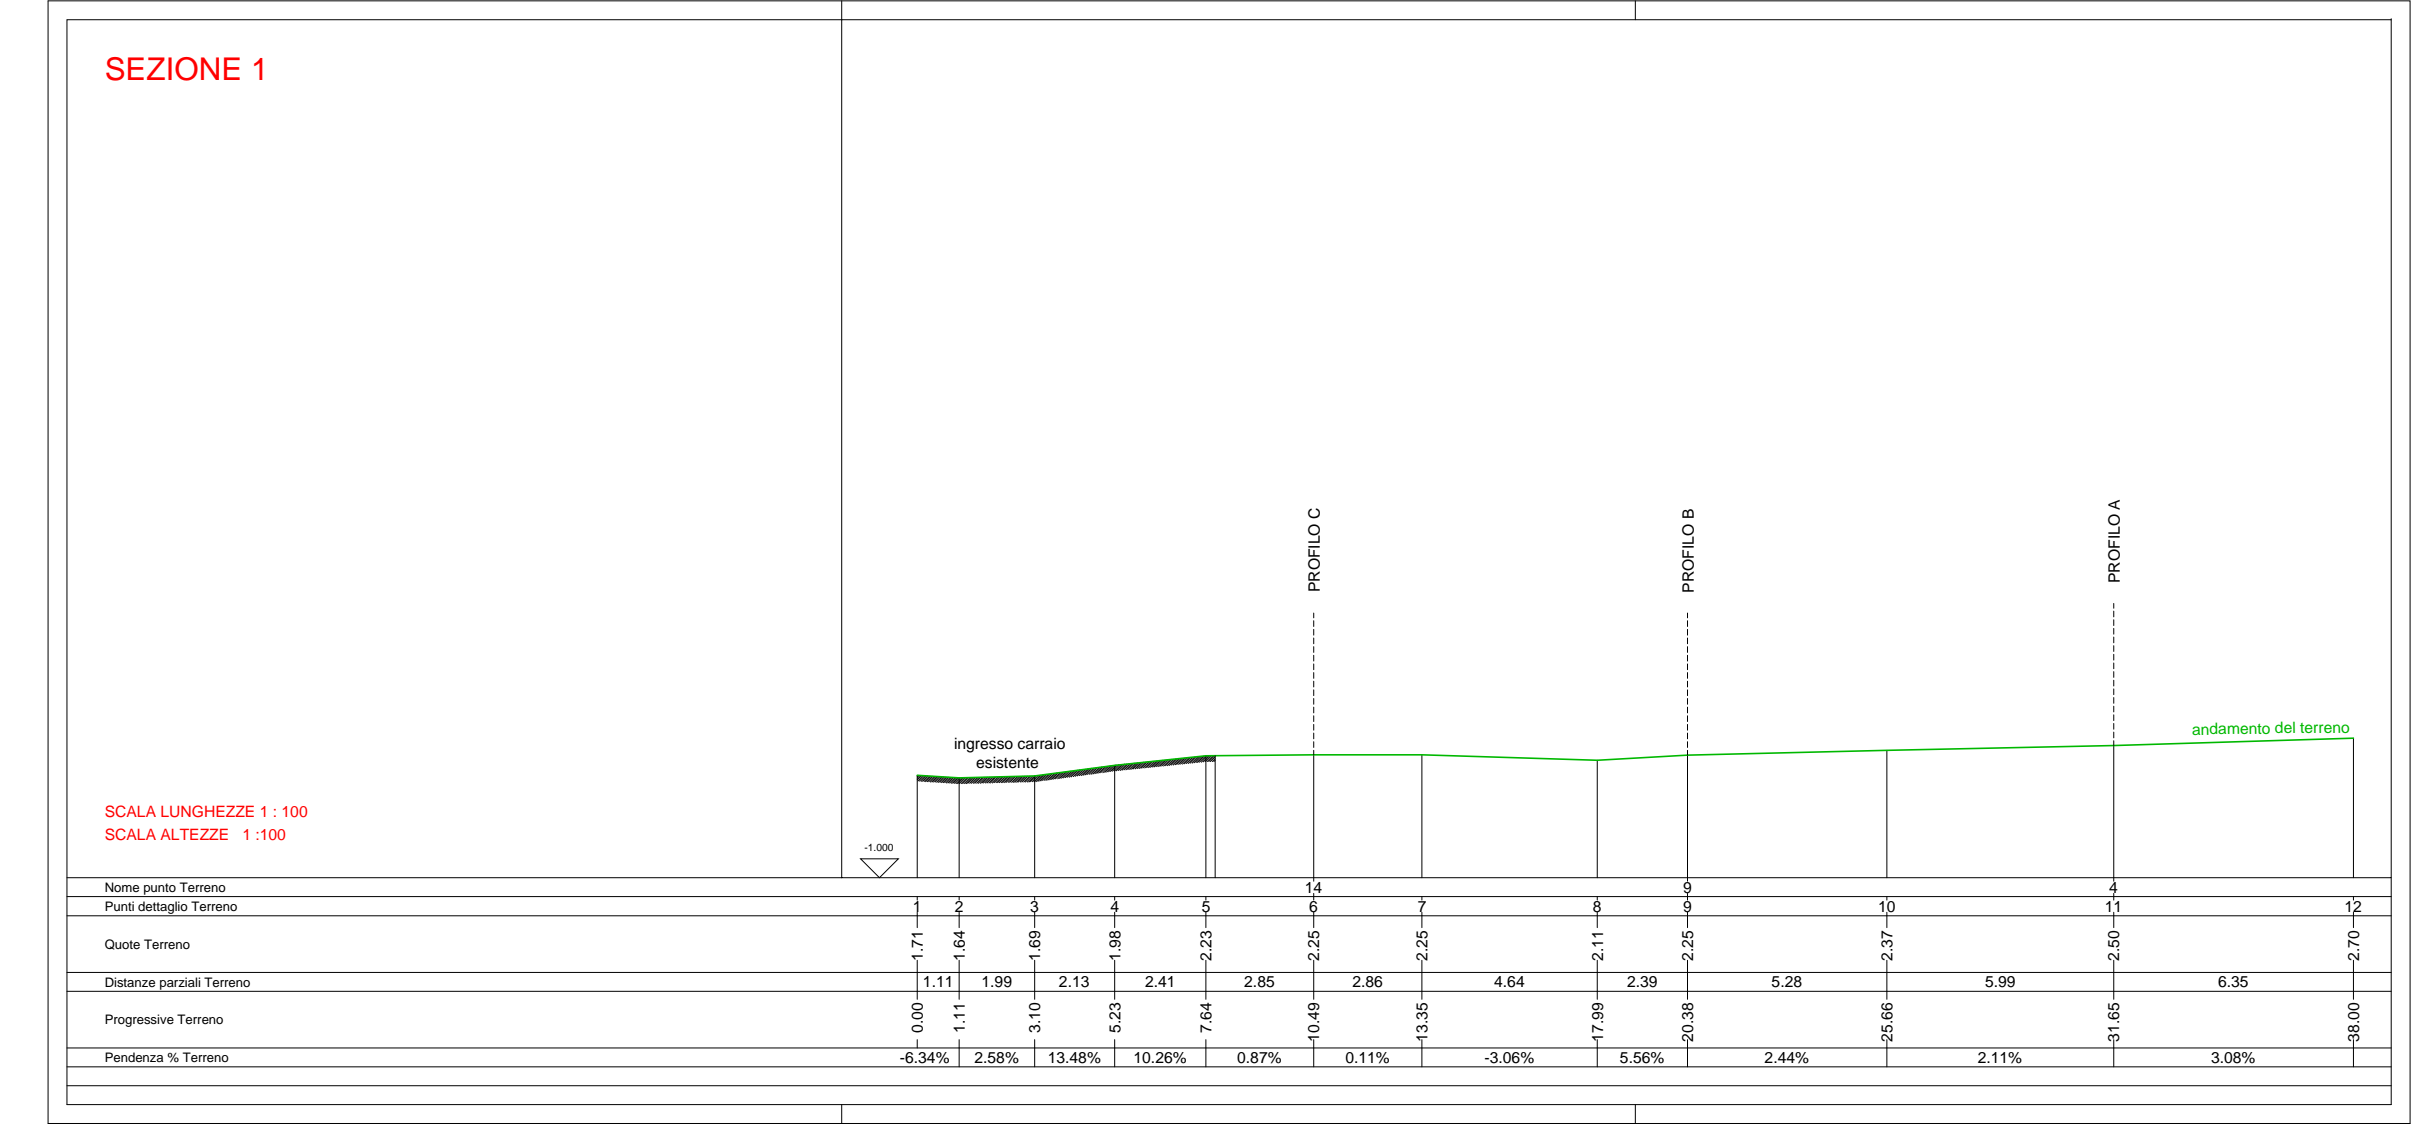 SEZIONE 1
PROFILO C
PROFILO B
PROFILO A
andamento del terreno
ingresso carraio
esistente
SCALA LUNGHEZZE 1 : 100
SCALA ALTEZZE 1 :100
-1.000
Nome punto Terreno 14 9 4
Punti dettaglio Terreno 1 2 3 4 5 6 7 8 9 10 11 12
Quote Terreno 1.71 1.64 1.69 1.98 2.23 2.25 2.25 2.11 2.25 2.37 2.50 2.70
Distanze parziali Terreno 1.11 1.99 2.13 2.41 2.85 2.86 4.64 2.39 5.28 5.99 6.35
Progressive Terreno 0.00 1.11 3.10 5.23 7.64 10.49 13.35 17.99 20.38 25.66 31.65 38.00
Pendenza % Terreno -6.34% 2.58% 13.48% 10.26% 0.87% 0.11% -3.06% 5.56% 2.44% 2.11% 3.08%